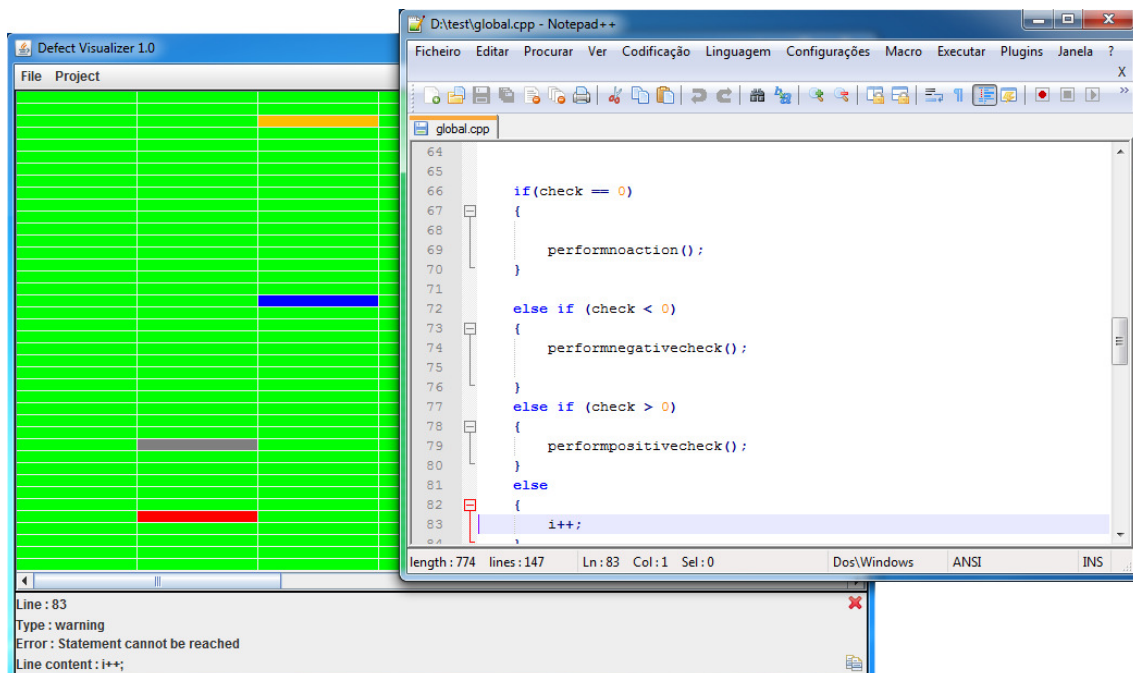 D:\test\global.cpp - Notepad++
Defect Visualizer 1.0
Ficheiro Editar Procurar Ver Codificação Linguagem Configurações Macro Executar Plugins Janela ?
X
File Project
global.cpp
64
65
66 if(check == 0)
67 {
68
69 performnoaction();
70 }
71
72 else if (check < 0)
73 {
74 performnegativecheck();
75
76 }
77 else if (check > 0)
78 {
79 performpositivecheck();
80 }
81 else
82 {
83 i++;
84 }
length : 774 lines : 147 Ln : 83 Col : 1 Sel : 0 Dos\Windows ANSI INS
Line : 83
Type : warning
Error : Statement cannot be reached
Line content : i++;